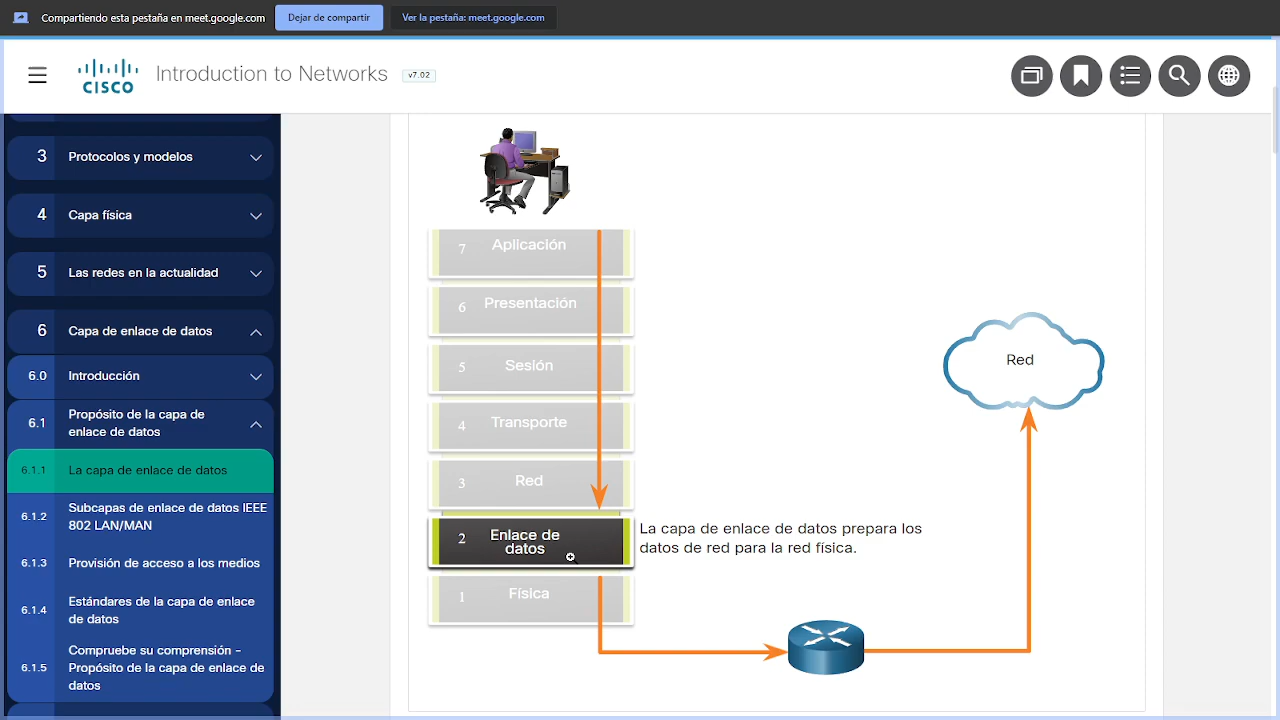 Compartiendo esta pestaña en meet.google.com
Dejar de compartir
Ver la pestaña: meet.google.com
CISCO
Introduction to Networks
v7.02
3 Protocolos y modelos
4 Capa física
5 Las redes en la actualidad
6 Capa de enlace de datos
6.0 Introducción
6.1 Propósito de la capa de
enlace de datos
6.1.1 La capa de enlace de datos
6.1.2 Subcapas de enlace de datos IEEE
802 LAN/MAN
6.1.3 Provisión de acceso a los medios
6.1.4 Estándares de la capa de enlace
de datos
6.1.5 Compruebe su comprensión -
Propósito de la capa de enlace de
datos
7 Aplicación
6 Presentación
5 Sesión
4 Transporte
3 Red
2 Enlace de
datos
1 Física
La capa de enlace de datos prepara los
datos de red para la red física.
Red